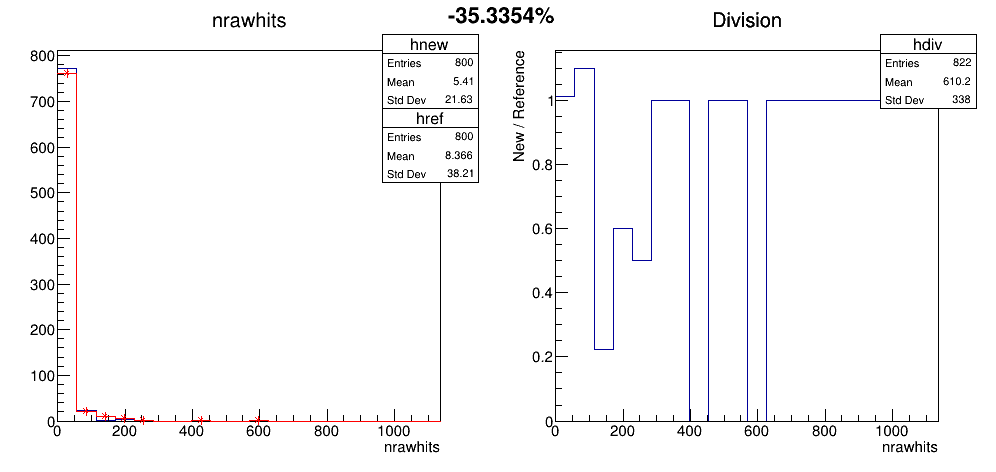 -35.3354%
nrawhits
hnew
Entries 800
Mean 5.41
Std Dev 21.63
href
Entries 800
Mean 8.366
Std Dev 38.21
800
700
600
500
400
300
200
100
0
0 200 400 600 800 1000
nrawhits
Division
hdiv
Entries 822
Mean 610.2
Std Dev 338
New / Reference
1
0.8
0.6
0.4
0.2
0
0 200 400 600 800 1000
nrawhits